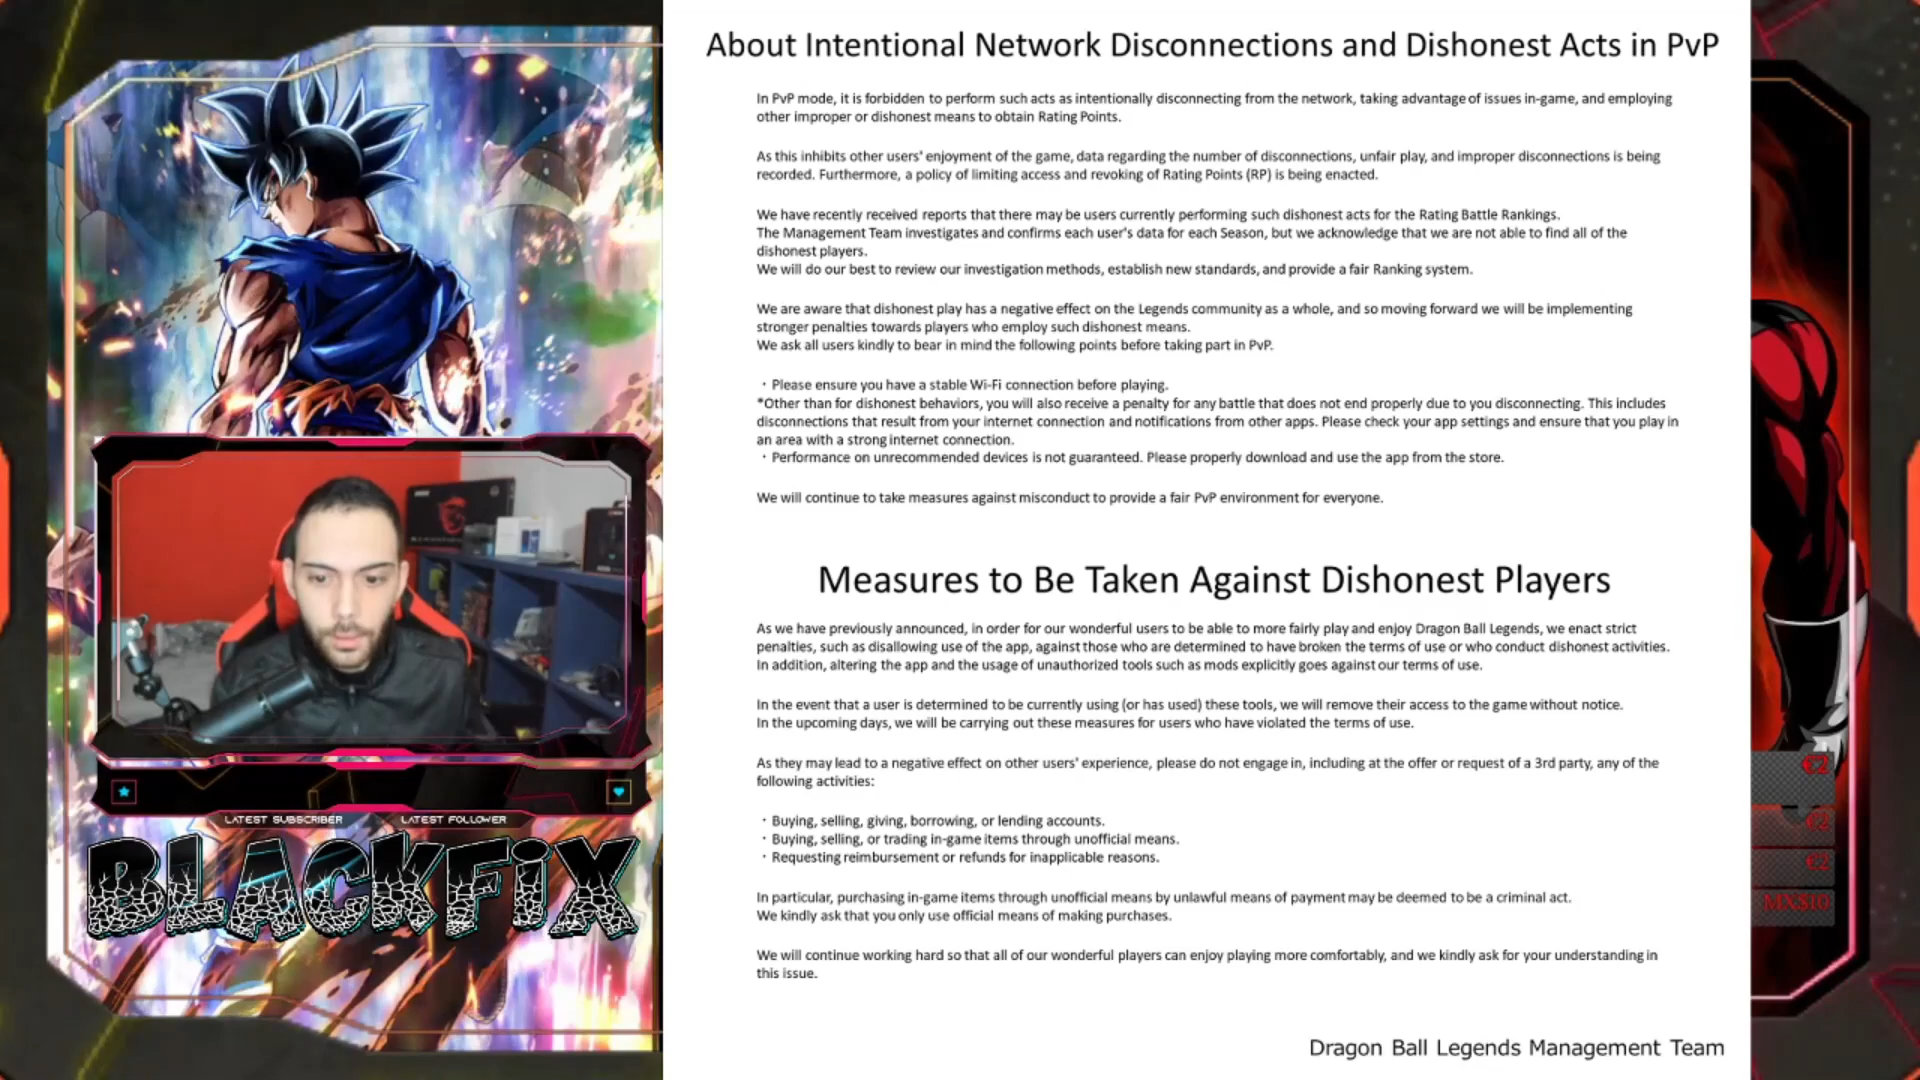 About Intentional Network Disconnections and Dishonest Acts in PvP
In PvP mode, it is forbidden to perform such acts as intentionally disconnecting from the network, taking advantage of issues in-game, and employing
other improper or dishonest means to obtain Rating Points.
As this inhibits other users' enjoyment of the game, data regarding the number of disconnections, unfair play, and improper disconnections is being
recorded. Furthermore, a policy of limiting access and revoking of Rating Points (RP) is being enacted.
We have recently received reports that there may be users currently performing such dishonest acts for the Rating Battle Rankings.
The Management Team investigates and confirms each user's data for each Season, but we acknowledge that we are not able to find all of the
dishonest players.
We will do our best to review our investigation methods, establish new standards, and provide a fair Ranking system.
We are aware that dishonest play has a negative effect on the Legends community as a whole, and so moving forward we will be implementing
stronger penalties towards players who employ such dishonest means.
We ask all users kindly to bear in mind the following points before taking part in PvP.
・Please ensure you have a stable Wi-Fi connection before playing.
*Other than for dishonest behaviors, you will also receive a penalty for any battle that does not end properly due to you disconnecting. This includes
disconnections that result from your internet connection and notifications from other apps. Please check your app settings and ensure that you play in
an area with a strong internet connection.
・Performance on unrecommended devices is not guaranteed. Please properly download and use the app from the store.
We will continue to take measures against misconduct to provide a fair PvP environment for everyone.
Measures to Be Taken Against Dishonest Players
As we have previously announced, in order for our wonderful users to be able to more fairly play and enjoy Dragon Ball Legends, we enact strict
penalties, such as disallowing use of the app, against those who are determined to have broken the terms of use or who conduct dishonest activities.
In addition, altering the app and the usage of unauthorized tools such as mods explicitly goes against our terms of use.
In the event that a user is determined to be currently using (or has used) these tools, we will remove their access to the game without notice.
In the upcoming days, we will be carrying out these measures for users who have violated the terms of use.
As they may lead to a negative effect on other users' experience, please do not engage in, including at the offer or request of a 3rd party, any of the
following activities:
・Buying, selling, giving, borrowing, or lending accounts.
・Buying, selling, or trading in-game items through unofficial means.
・Requesting reimbursement or refunds for inapplicable reasons.
In particular, purchasing in-game items through unofficial means by unlawful means of payment may be deemed to be a criminal act.
We kindly ask that you only use official means of making purchases.
We will continue working hard so that all of our wonderful players can enjoy playing more comfortably, and we kindly ask for your understanding in
this issue.
Dragon Ball Legends Management Team
LATEST SUBSCRIBER
LATEST FOLLOWER
BLACKFiX
€2
€2
€2
MX$10